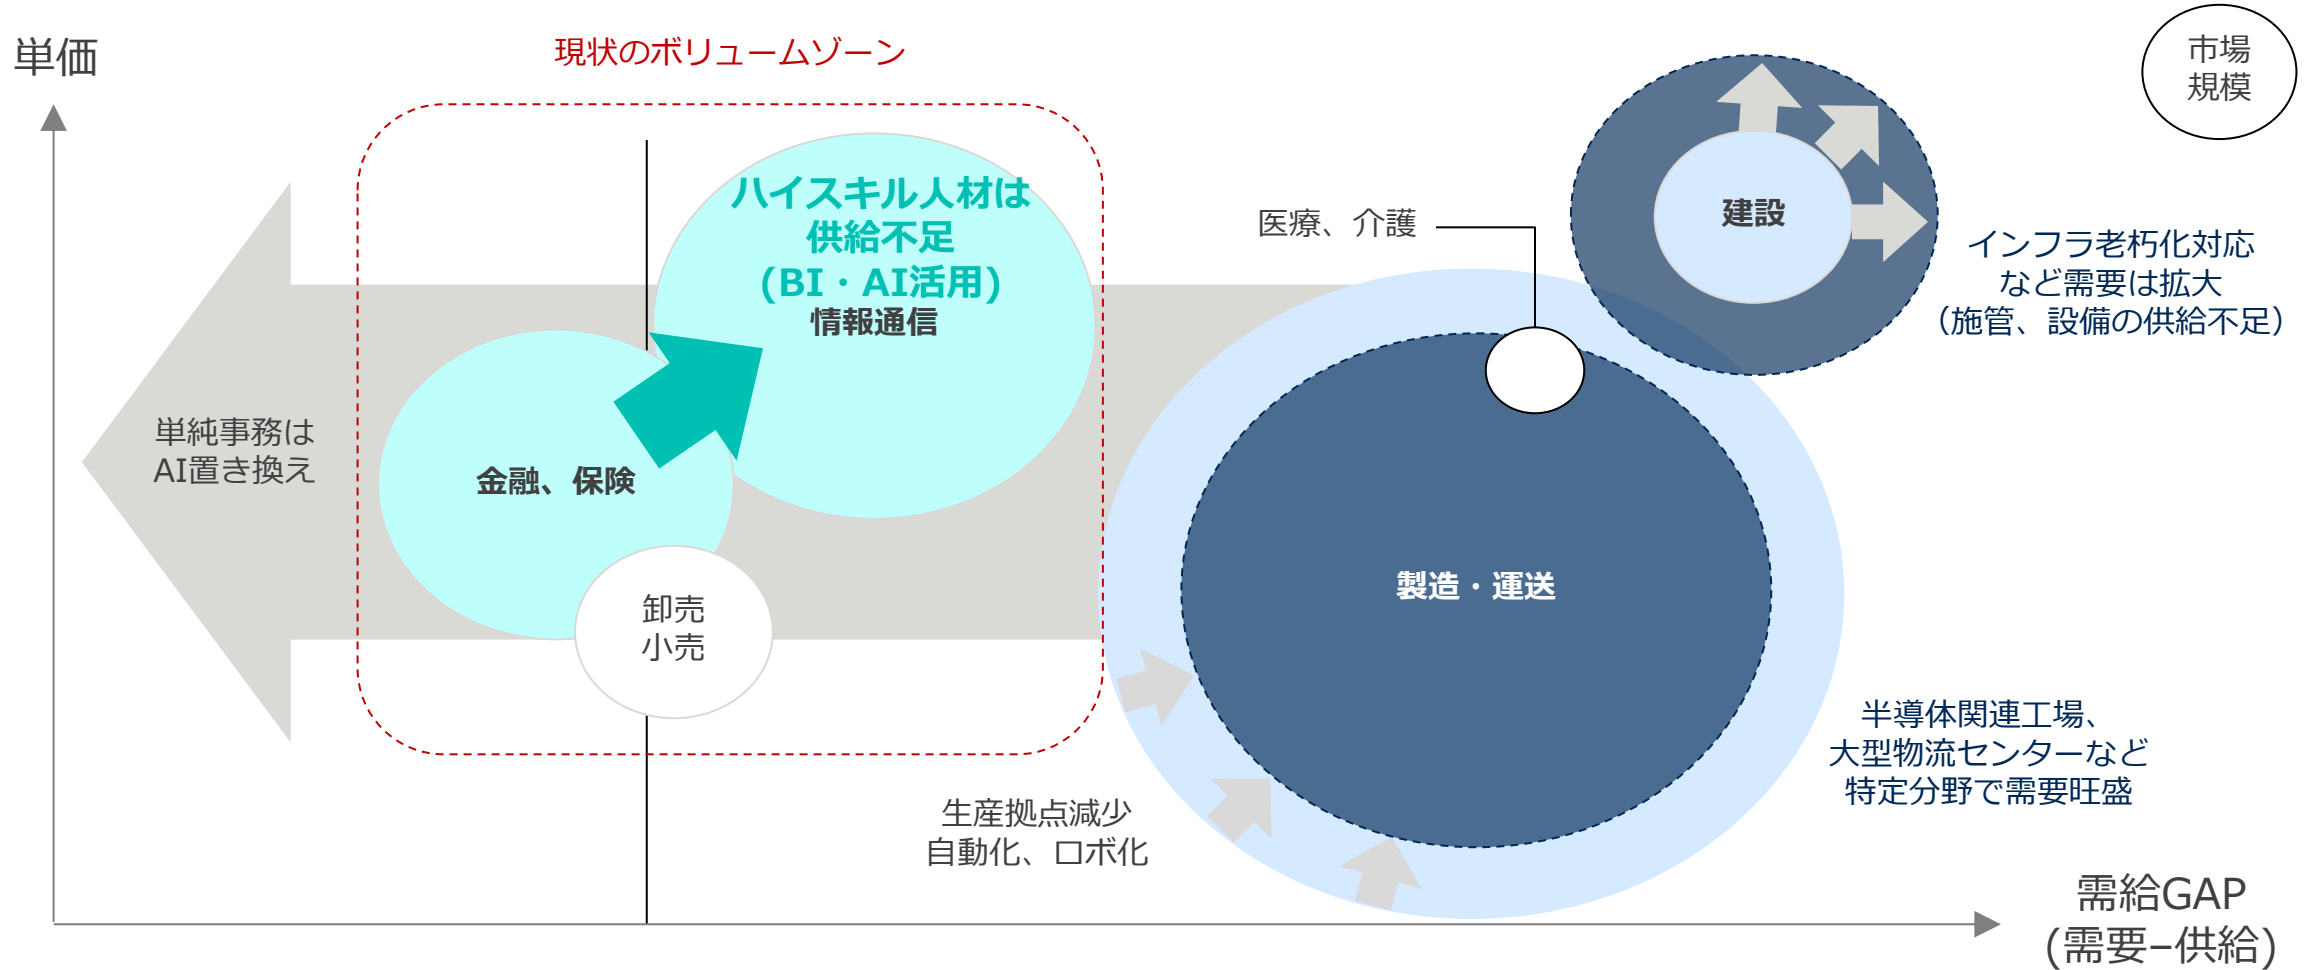 単価
現状のボリュームゾーン
市場
規模
ハイスキル人材は
供給不足
(BI・AI活用)
情報通信
医療、介護
建設
インフラ老朽化対応
など需要は拡大
（施管、設備の供給不足）
単純事務は
AI置き換え
金融、保険
卸売
小売
製造・運送
半導体関連工場、
大型物流センターなど
特定分野で需要旺盛
生産拠点減少
自動化、ロボ化
需給GAP
(需要−供給)